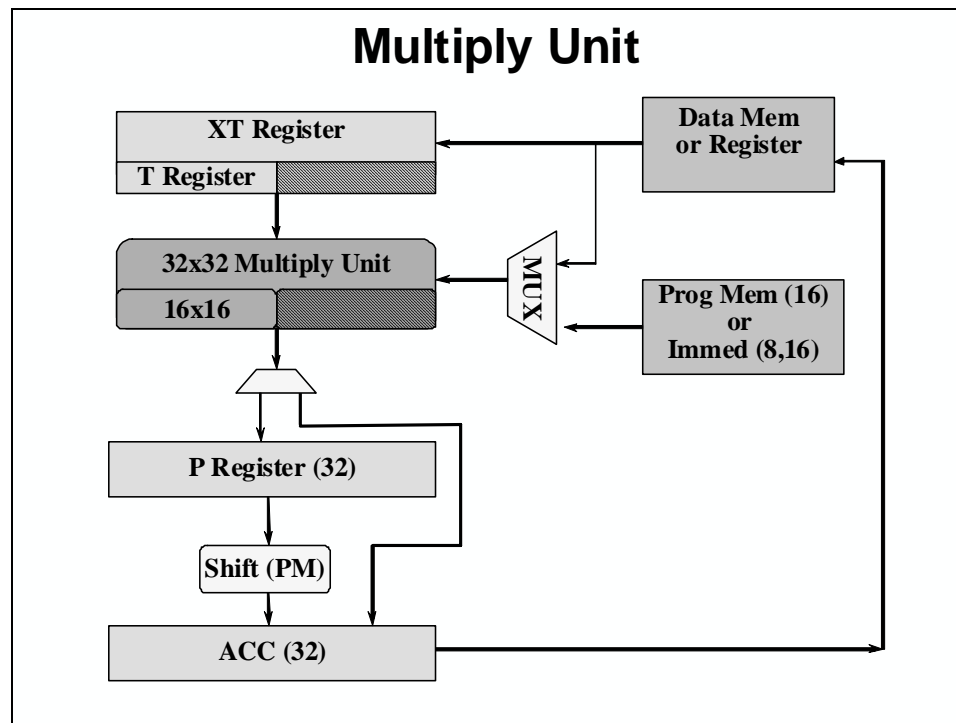 Multiply Unit
XT Register
T Register
Data Mem
or Register
32x32 Multiply Unit
16x16
MUX
Prog Mem (16)
or
Immed (8,16)
P Register (32)
Shift (PM)
ACC (32)